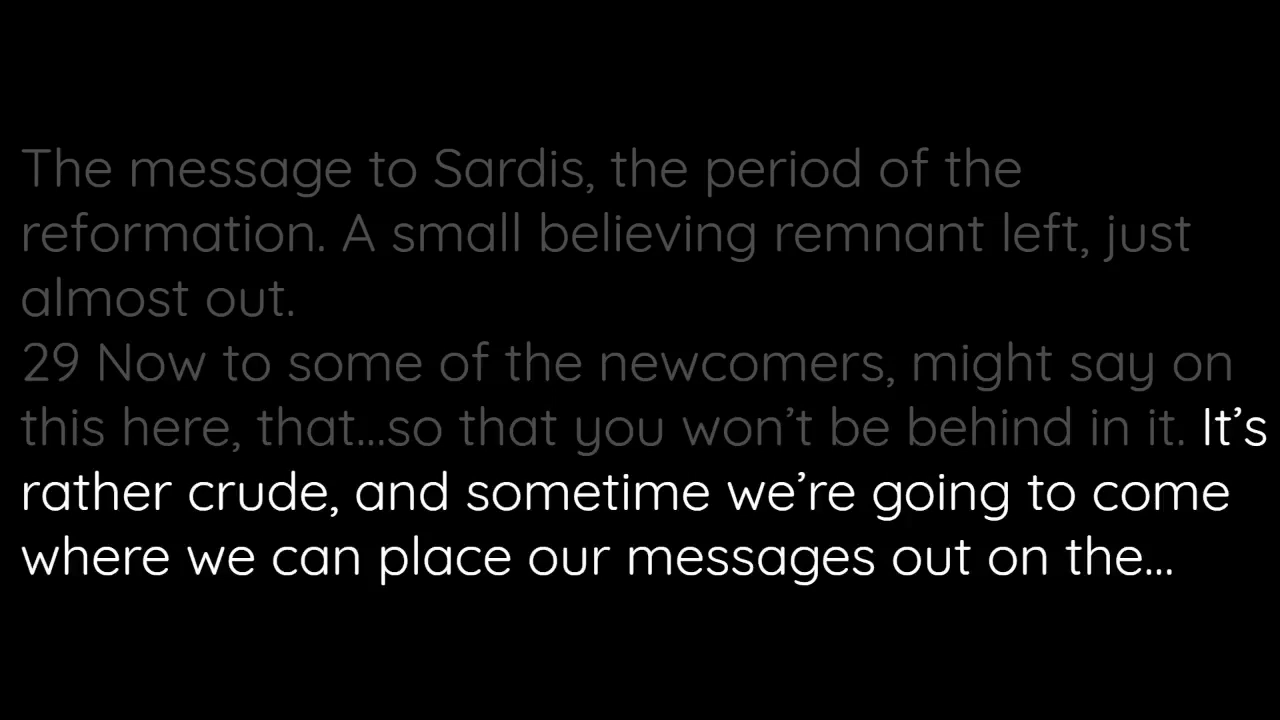 The message to Sardis, the period of the
reformation. A small believing remnant left, just
almost out.
29 Now to some of the newcomers, might say on
this here, that...so that you won’t be behind in it. It’s
rather crude, and sometime we’re going to come
where we can place our messages out on the...